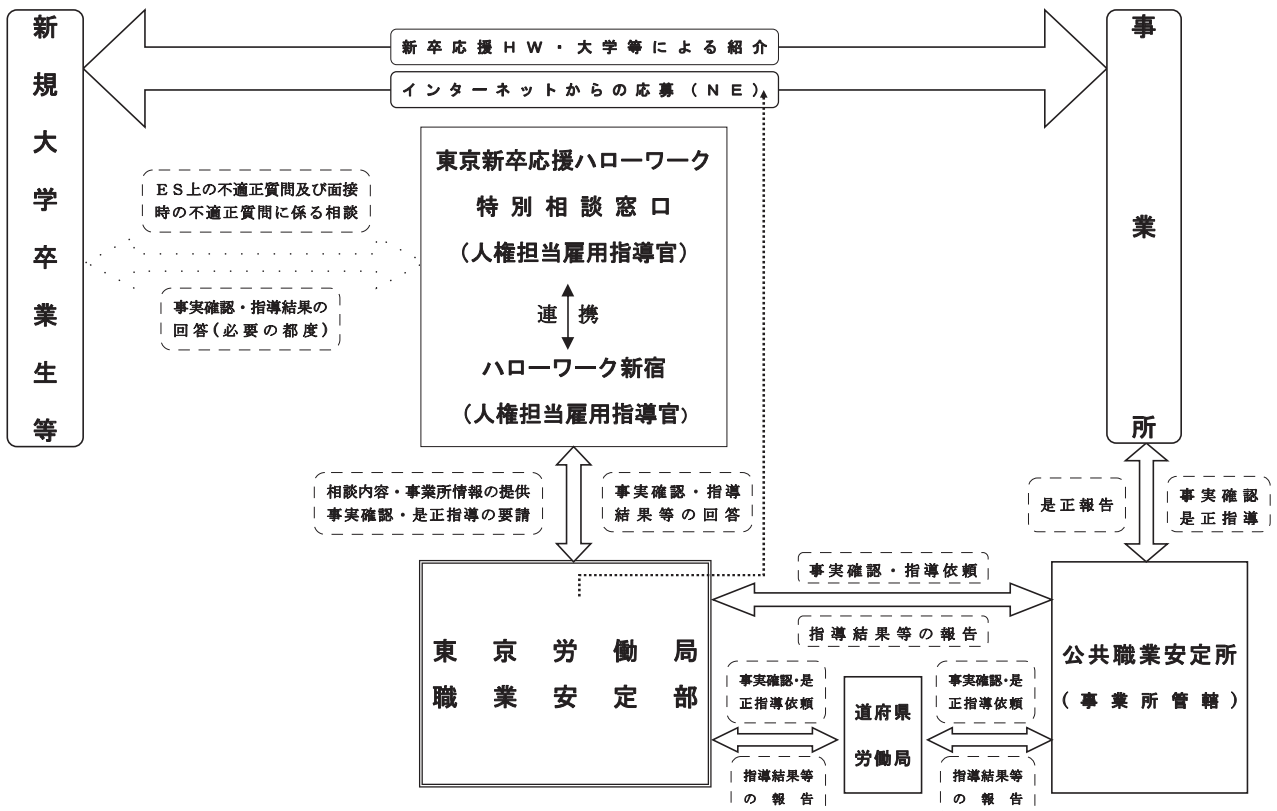 新規大学卒業生等
新卒応援HW・大学等による紹介
インターネットからの応募(NE)
事業所
東京新卒応援ハローワーク
特別相談窓口
(人権担当雇用指導官)
連携
ハローワーク新宿
(人権担当雇用指導官)
ES上の不適正質問及び面接
時の不適正質問に係る相談
事実確認・指導結果の
回答(必要の都度)
相談内容・事業所情報の提供
事実確認・是正指導の要請
事実確認・指導
結果等の回答
是正報告
事実確認
是正指導
東京労働局
職業安定部
事実確認・指導依頼
指導結果等の報告
公共職業安定所
(事業所管轄)
事実確認・是
正指導依頼
道府県
労働局
事実確認・是
正指導依頼
指導結果等
の報告
指導結果等
の報告